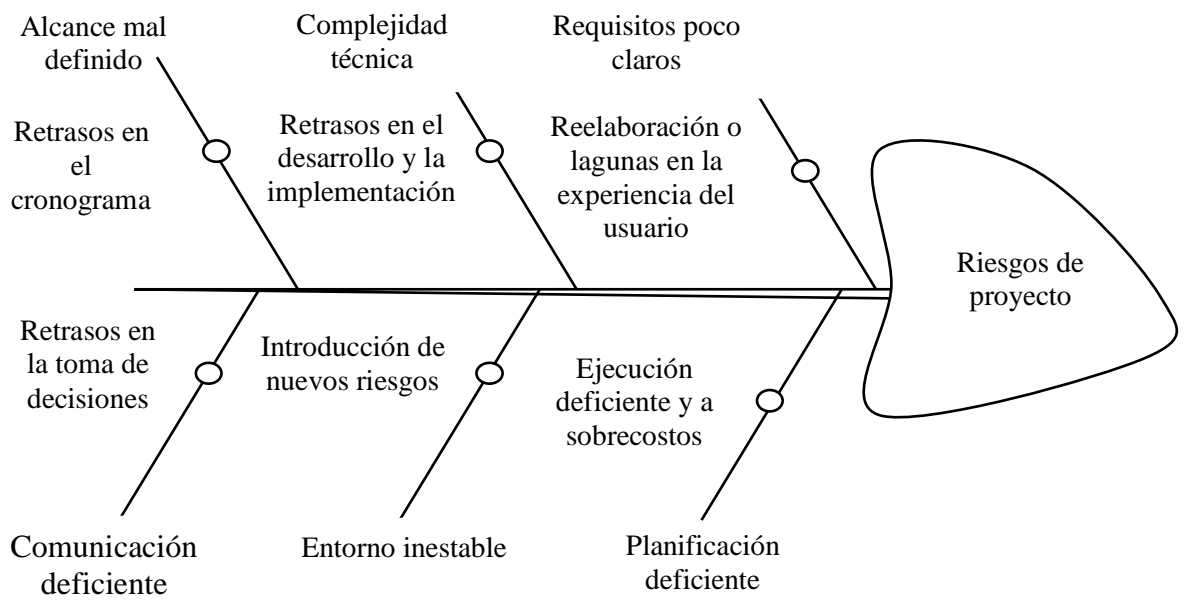 Alcance mal
definido
Complejidad
técnica
Requisitos poco
claros
Retrasos en
el
cronograma
Retrasos en el
desarrollo y la
implementación
Reelaboración o
lagunas en la
experiencia del
usuario
Riesgos de
proyecto
Retrasos en
la toma de
decisiones
Introducción de
nuevos riesgos
Ejecución
deficiente y a
sobrecostos
Comunicación
deficiente
Entorno inestable
Planificación
deficiente